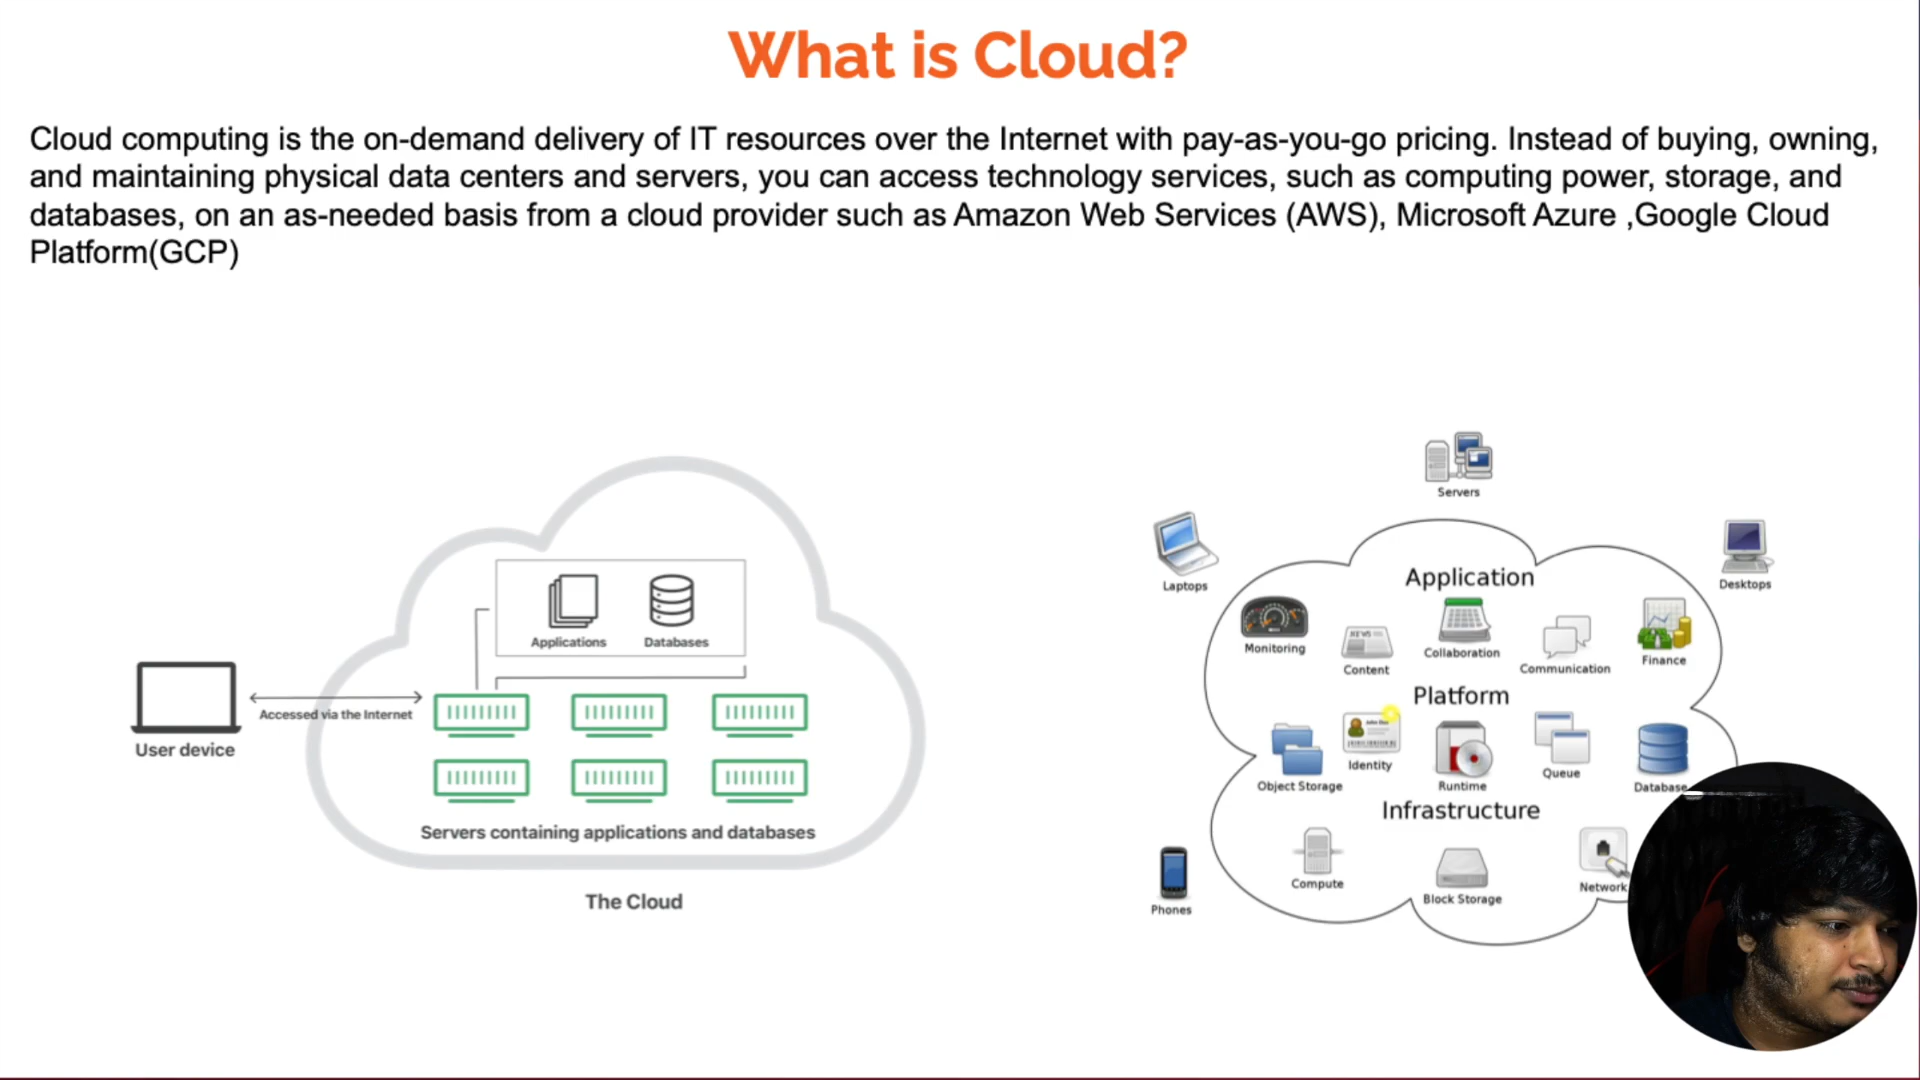 What is Cloud?
Cloud computing is the on-demand delivery of IT resources over the Internet with pay-as-you-go pricing. Instead of buying, owning,
and maintaining physical data centers and servers, you can access technology services, such as computing power, storage, and
databases, on an as-needed basis from a cloud provider such as Amazon Web Services (AWS), Microsoft Azure ,Google Cloud
Platform(GCP)
Applications Databases
Accessed via the Internet
User device
Servers containing applications and databases
The Cloud
Servers
Laptops
Desktops
Application
Monitoring
NEWS
Content
Collaboration
Communication
Finance
Platform
Object Storage
Identity
Runtime
Queue
Database
Infrastructure
Compute
Block Storage
Network
Phones